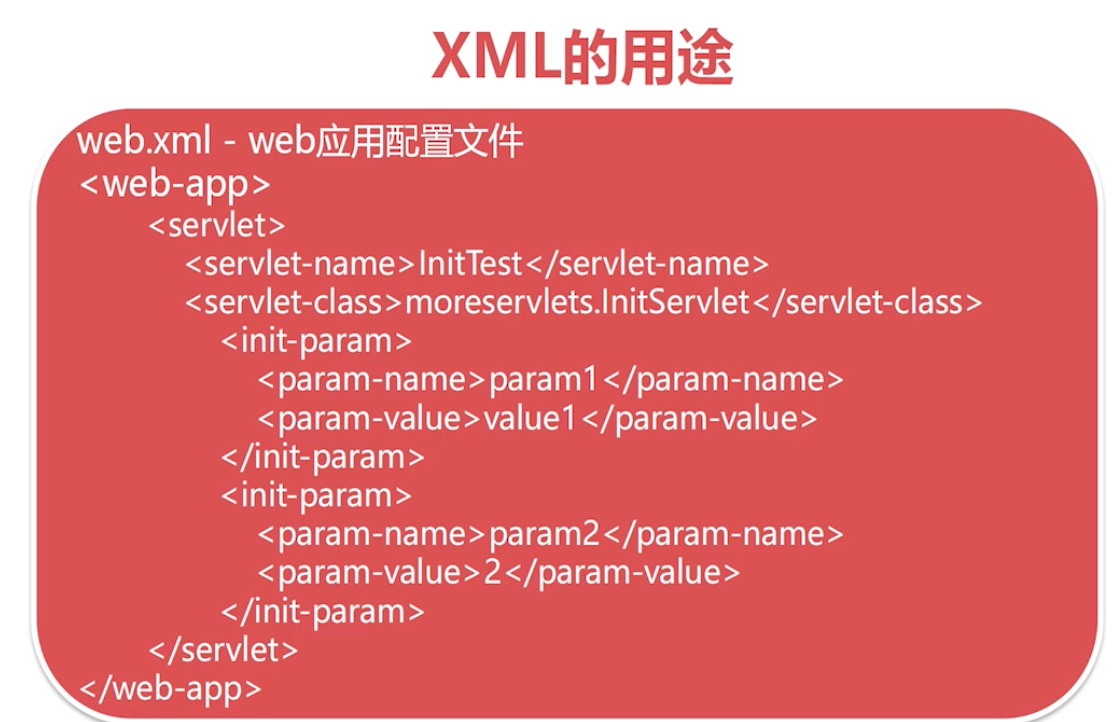 XML的用途
web.xml - web应用配置文件
<web-app>
<servlet>
<servlet-name>InitTest</servlet-name>
<servlet-class>moreservlets.InitServlet</servlet-class>
<init-param>
<param-name>param1</param-name>
<param-value>value1</param-value>
</init-param>
<init-param>
<param-name>param2</param-name>
<param-value>2</param-value>
</init-param>
</servlet>
</web-app>